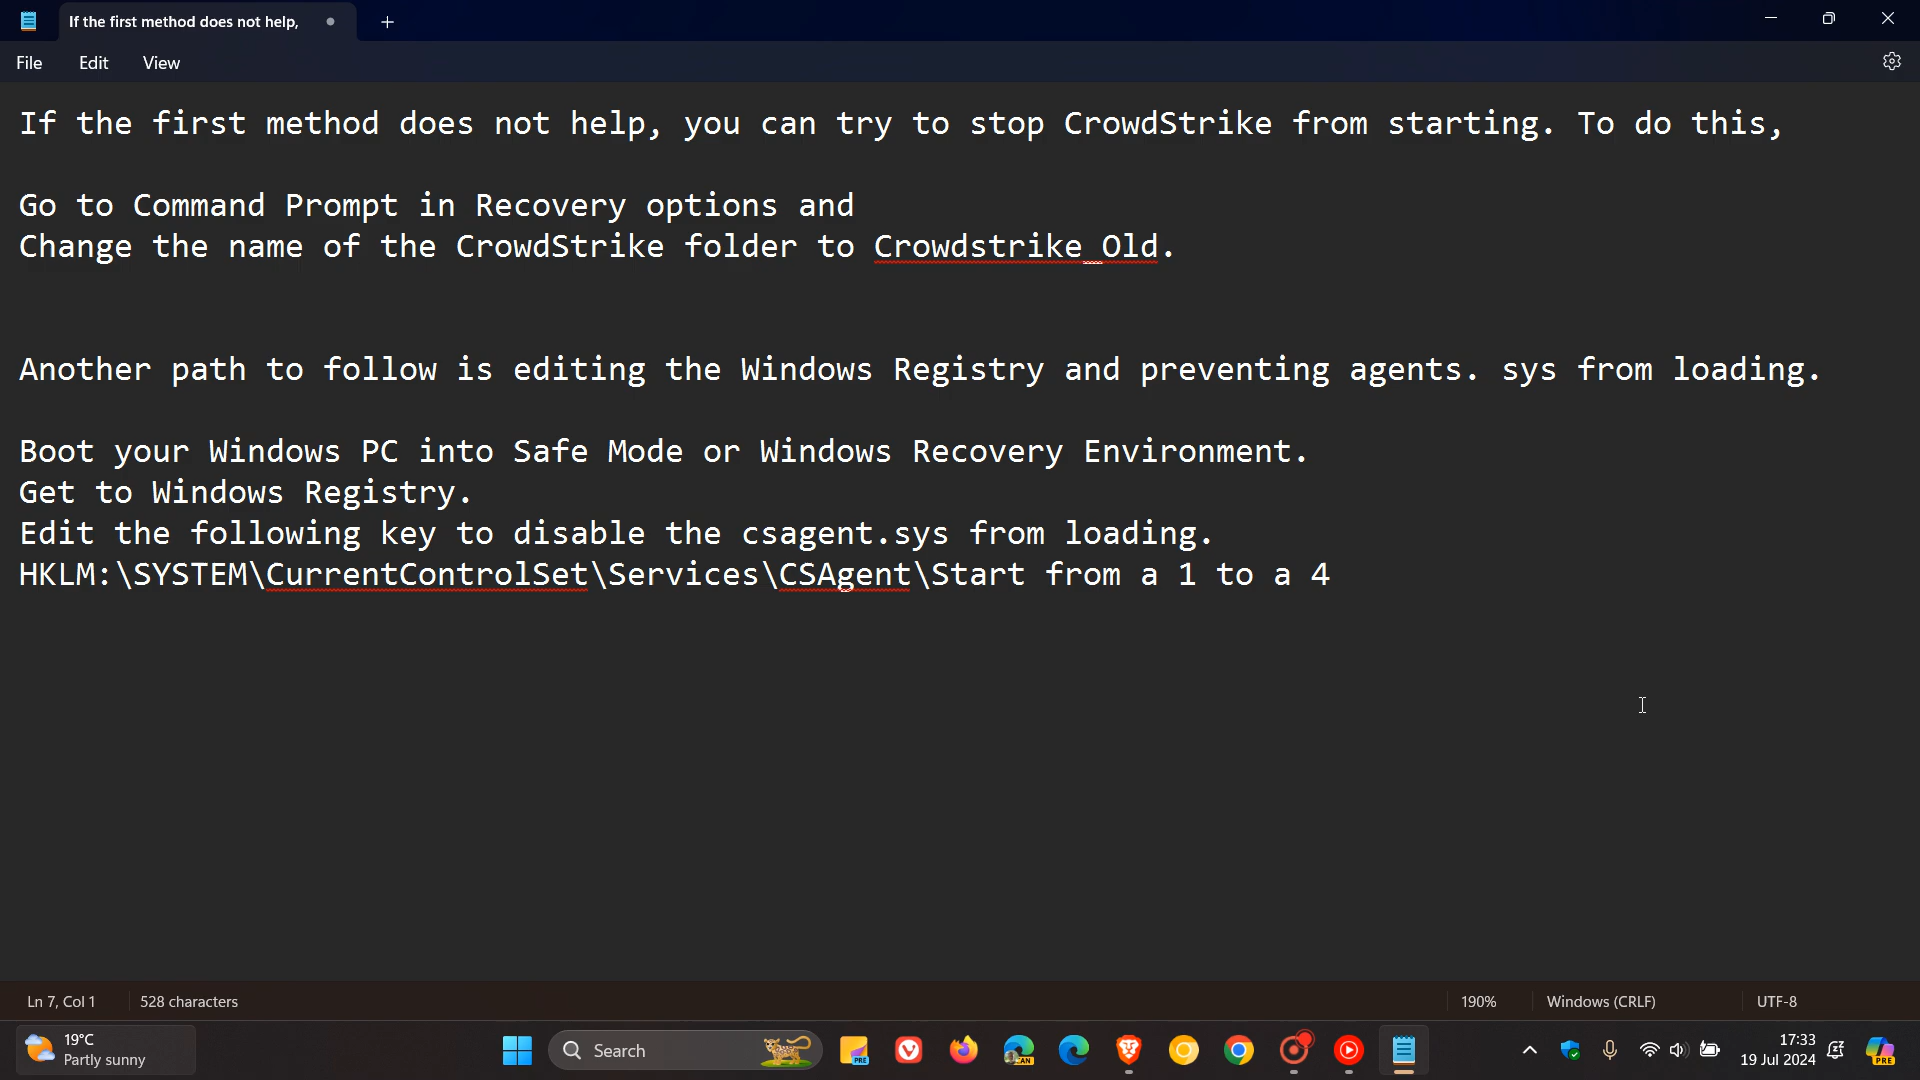 If the first method does not help,
File Edit View
If the first method does not help, you can try to stop CrowdStrike from starting. To do this,
Go to Command Prompt in Recovery options and
Change the name of the CrowdStrike folder to Crowdstrike_Old.
Another path to follow is editing the Windows Registry and preventing agents. sys from loading.
Boot your Windows PC into Safe Mode or Windows Recovery Environment.
Get to Windows Registry.
Edit the following key to disable the csagent.sys from loading.
HKLM:\SYSTEM\CurrentControlSet\Services\CSAgent\Start from a 1 to a 4
Ln 7, Col 1 528 characters 190% Windows (CRLF) UTF-8
19°C
Partly sunny
Search
PRE
CAN
17:33
19 Jul 2024
PRE